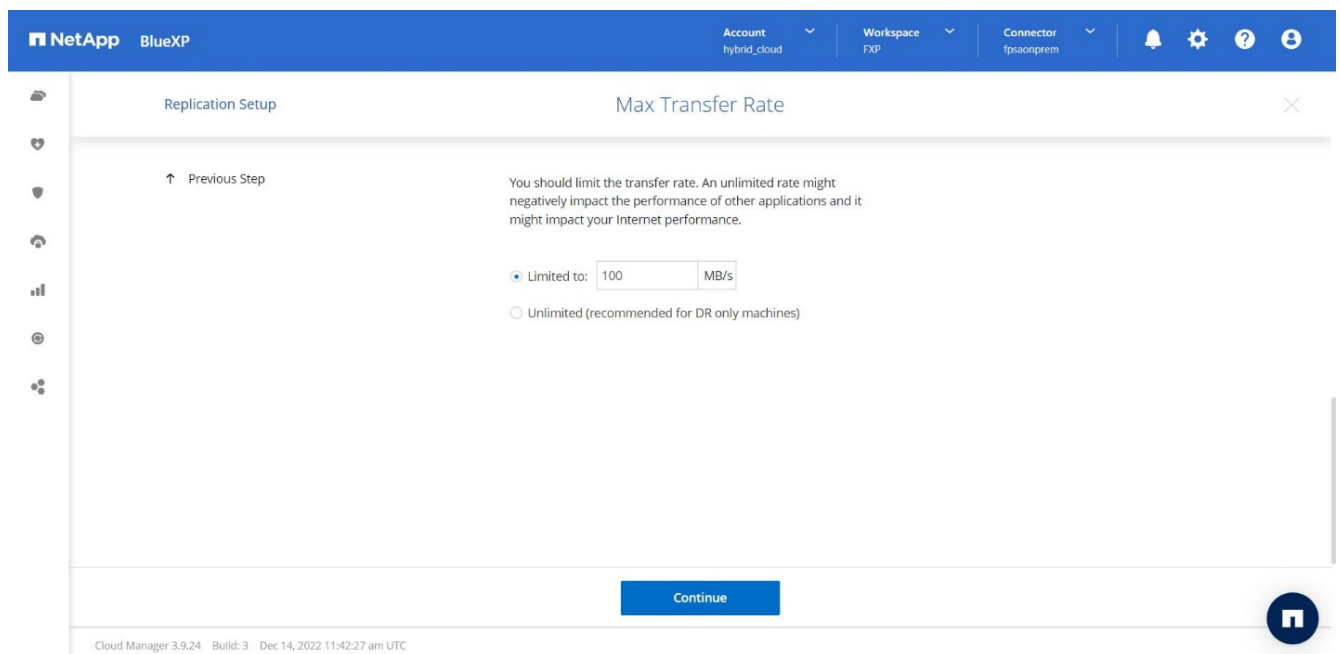 NetApp BlueXP
Account
hybrid_cloud
Workspace
FXP
Connector
fpsaonprem
Replication Setup
Max Transfer Rate
↑ Previous Step
You should limit the transfer rate. An unlimited rate might
negatively impact the performance of other applications and it
might impact your Internet performance.
Limited to: 100 MB/s
Unlimited (recommended for DR only machines)
Continue
Cloud Manager 3.9.24 Build: 3 Dec 14, 2022 11:42:27 am UTC